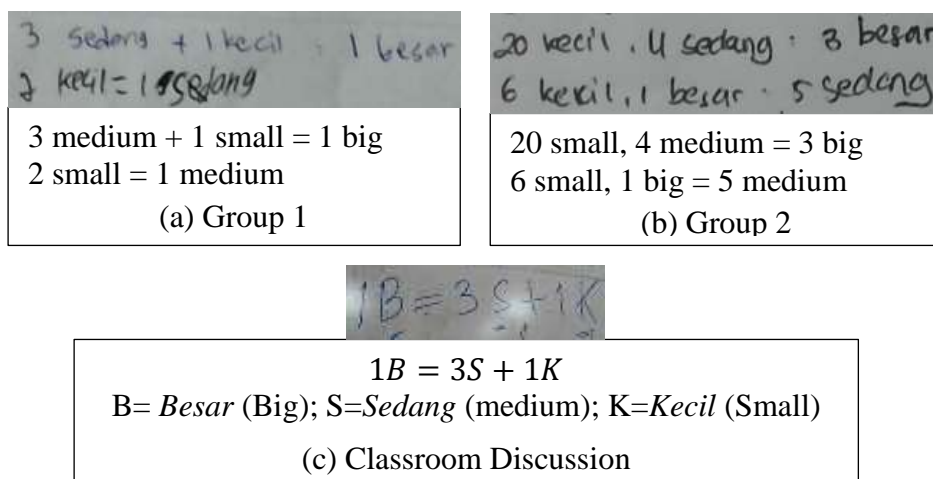 3 sedang + 1 kecil : 1 besar
2 kecil = 1 sedang
3 medium + 1 small = 1 big
2 small = 1 medium
(a) Group 1
20 kecil, 4 sedang : 3 besar
6 kecil, 1 besar : 5 sedang
20 small, 4 medium = 3 big
6 small, 1 big = 5 medium
(b) Group 2
1B = 3S + 1K
1B = 3S + 1K
B= Besar (Big); S=Sedang (medium); K=Kecil (Small)
(c) Classroom Discussion